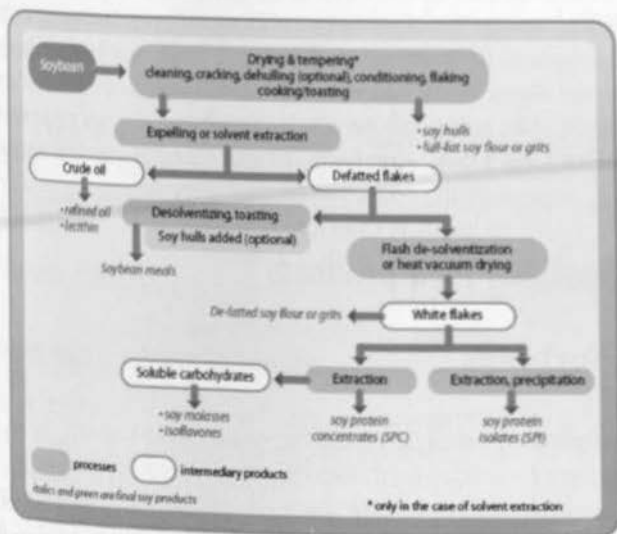 Soybean
Drying & tempering*
cleaning, cracking, dehulling (optional), conditioning, flaking
cooking/toasting
Expelling or solvent extraction
• soy hulls
• full-fat soy flour or grits
Crude oil
Defatted flakes
• refined oil
• lecithin
Desolventizing, toasting
Soy hulls added (optional)
Soybean meals
Flash de-solventization
or heat vacuum drying
De-fatted soy flour or grits
White flakes
Soluble carbohydrates
Extraction
Extraction, precipitation
• soy molasses
• isoflavones
soy protein
concentrates (SPC)
soy protein
isolates (SPI)
processes
intermediary products
italics and green are final soy products
* only in the case of solvent extraction